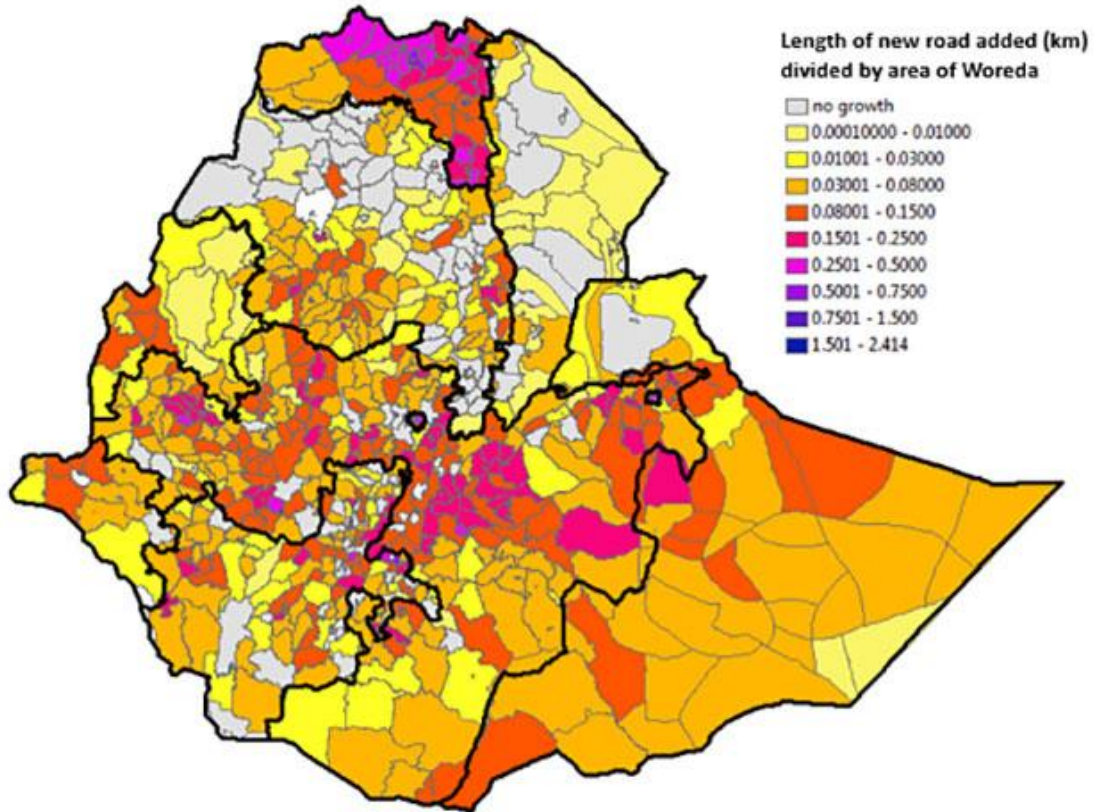 Length of new road added (km)
divided by area of Woreda
no growth
0.00010000 - 0.01000
0.01001 - 0.03000
0.03001 - 0.08000
0.08001 - 0.1500
0.1501 - 0.2500
0.2501 - 0.5000
0.5001 - 0.7500
0.7501 - 1.500
1.501 - 2.414